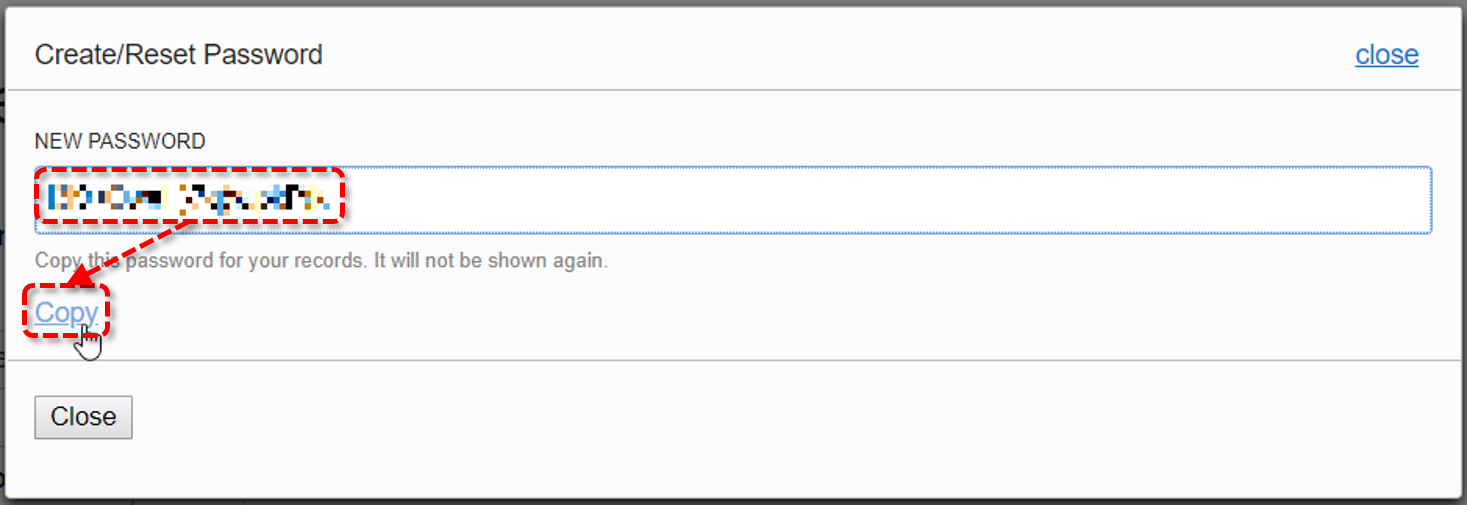 Create/Reset Password
close
NEW PASSWORD
Copy this password for your records. It will not be shown again.
Copy
Close